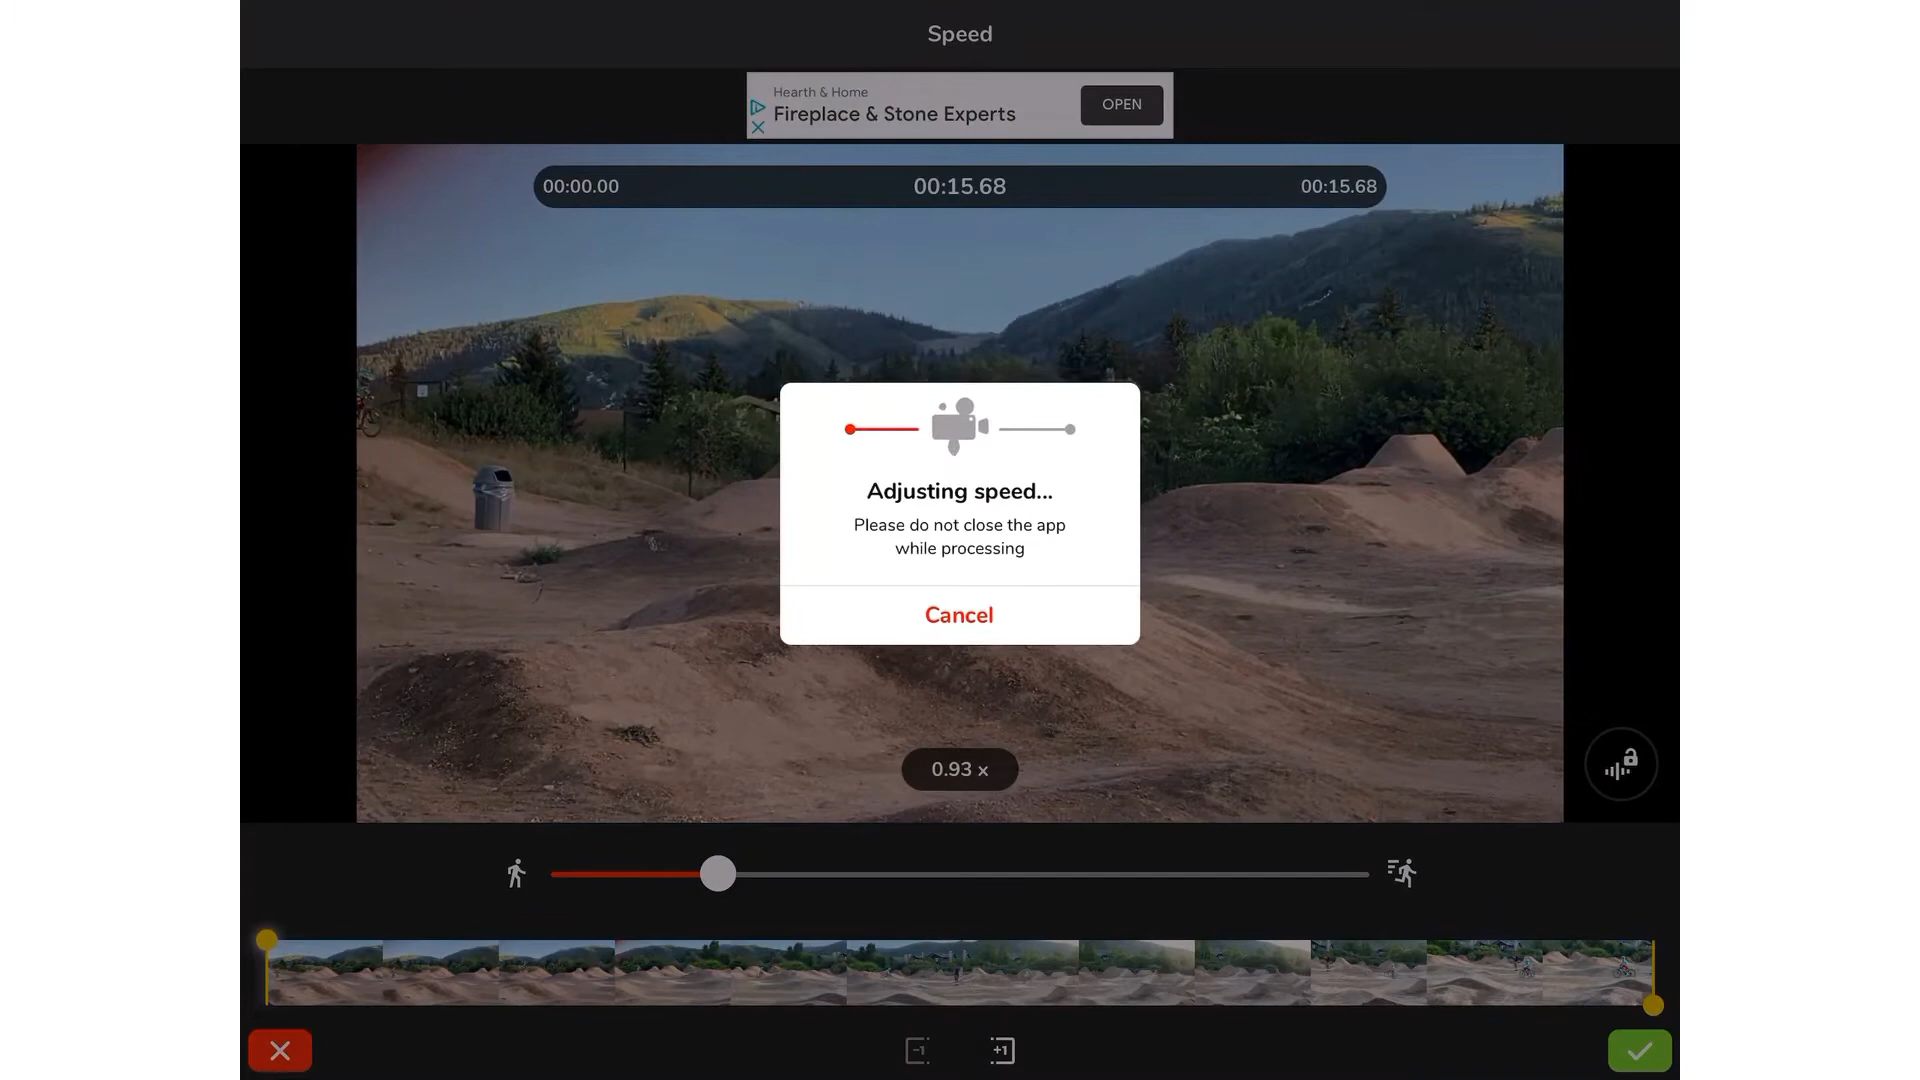 Speed
Hearth & Home
Fireplace & Stone Experts
OPEN
00:00.00
00:15.68
00:15.68
Adjusting speed...
Please do not close the app
while processing
Cancel
0.93 x
-1
+1